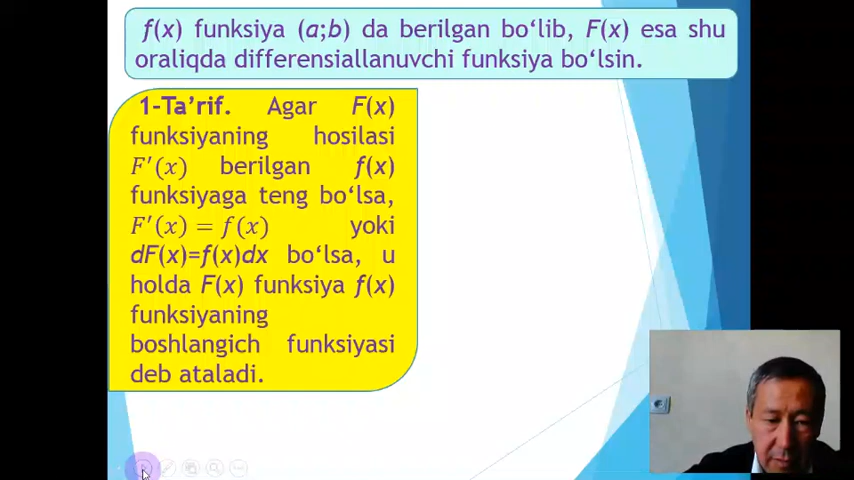 f(x) funksiya (a;b) da berilgan bo‘lib, F(x) esa shu
oraliqda differensiallanuvchi funksiya bo‘lsin.
1-Ta’rif. Agar F(x)
funksiyaning hosilasi
F′(x) berilgan f(x)
funksiyaga teng bo‘lsa,
F′(x) = f(x) yoki
dF(x)=f(x)dx bo‘lsa, u
holda F(x) funksiya f(x)
funksiyaning
boshlangich funksiyasi
deb ataladi.